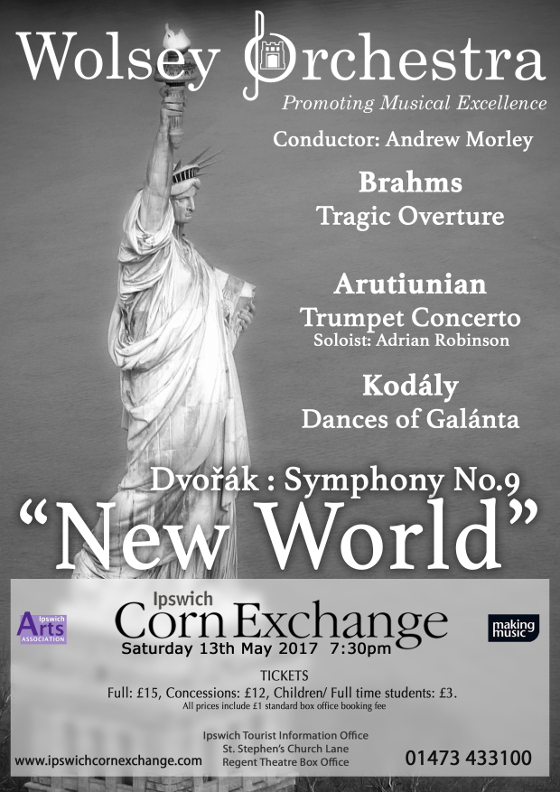 Wolsey Orchestra
Promoting Musical Excellence
Conductor: Andrew Morley
Brahms
Tragic Overture
Arutiunian
Trumpet Concerto
Soloist: Adrian Robinson
Kodály
Dances of Galánta
Dvořák : Symphony No.9
“New World”
Ipswich
Corn Exchange
Ipswich
Arts
ASSOCIATION
making
music
Saturday 13th May 2017 7:30pm
TICKETS
Full: £15, Concessions: £12, Children/ Full time students: £3.
All prices include £1 standard box office booking fee
Ipswich Tourist Information Office
St. Stephen's Church Lane
www.ipswichcornexchange.com Regent Theatre Box Office 01473 433100